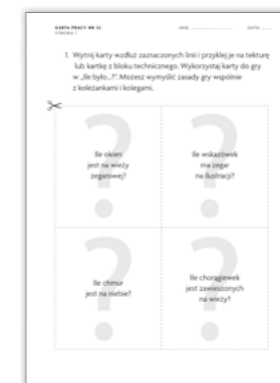 KARTA PRACY NR 32
STRONA 1
IMIĘ
DATA
1. Wytnij karty wzdłuż zaznaczonych linii i przyklej je na tekturę
lub kartkę z bloku technicznego. Wykorzystaj karty do gry
w „Ile było...?”. Możesz wymyślić zasady gry wspólnie
z koleżankami i kolegami.
?
Ile okien
jest na wieży
zegarowej?
?
Ile wskazówek
ma zegar
na ilustracji?
?
Ile chmur
jest na niebie?
?
Ile chorągiewek
jest zawieszonych
na wieży?